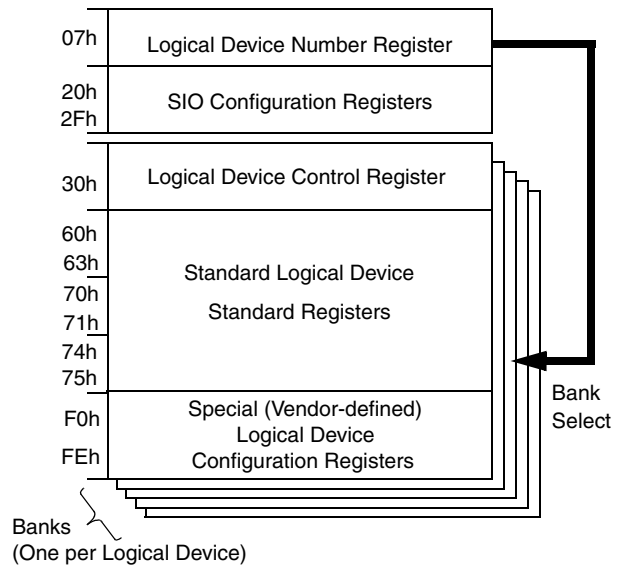 07h
Logical Device Number Register
20h
2Fh
SIO Configuration Registers
30h
Logical Device Control Register
60h
63h
70h
71h
74h
75h
Standard Logical Device
Standard Registers
Bank
Select
F0h
FEh
Special (Vendor-defined)
Logical Device
Configuration Registers
Banks
(One per Logical Device)